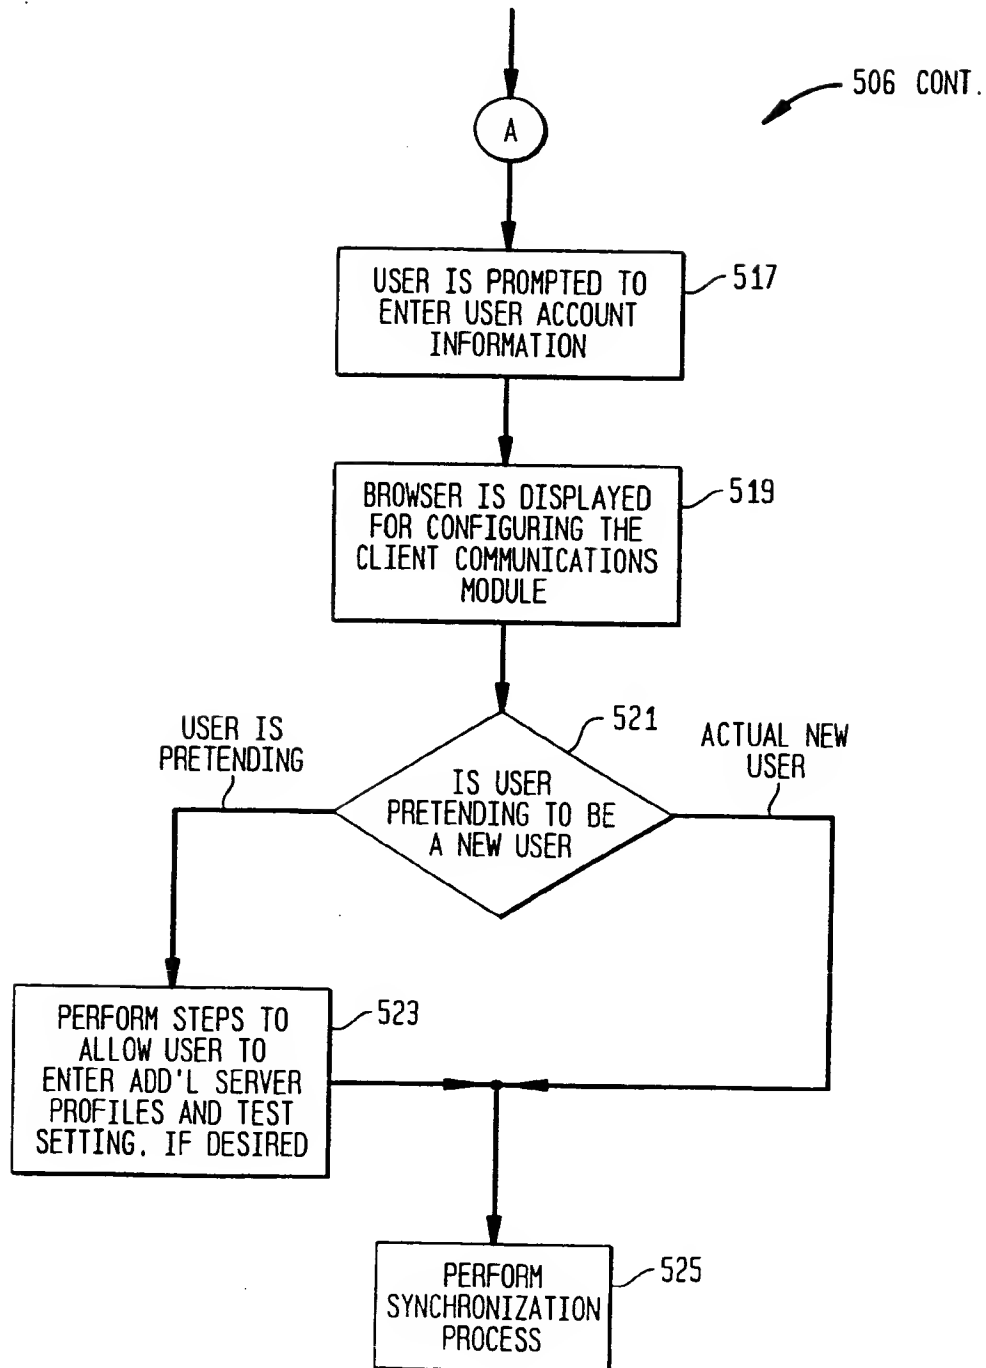 506 CONT.
A
USER IS PROMPTED TO
ENTER USER ACCOUNT
INFORMATION
517
BROWSER IS DISPLAYED
FOR CONFIGURING THE
CLIENT COMMUNICATIONS
MODULE
519
521
USER IS
PRETENDING
ACTUAL NEW
USER
IS USER
PRETENDING TO BE
A NEW USER
PERFORM STEPS TO
ALLOW USER TO
ENTER ADD'L SERVER
PROFILES AND TEST
SETTING. IF DESIRED
523
PERFORM
SYNCHRONIZATION
PROCESS
525